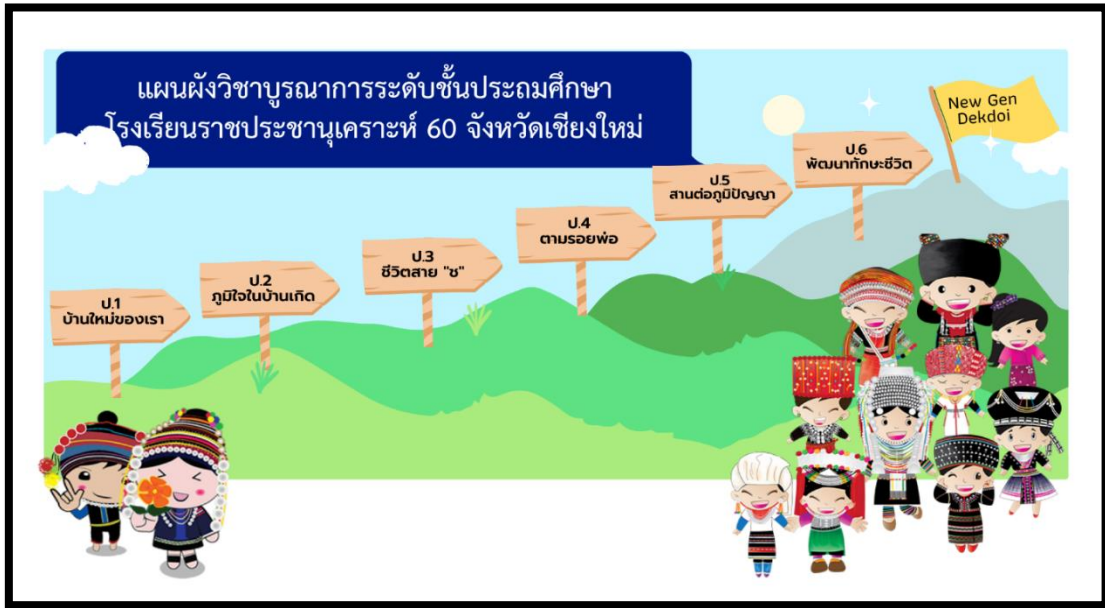 แผนผังวิชาบูรณาการระดับชั้นประถมศึกษา
โรงเรียนราชประชานุเคราะห์ 60 จังหวัดเชียงใหม่
New Gen
Dekdoi
ป.6
พัฒนาทักษะชีวิต
ป.5
สานต่อภูมิปัญญา
ป.4
ตามรอยพ่อ
ป.3
ชีวิตสาย "ช"
ป.2
ภูมิใจในบ้านเกิด
ป.1
บ้านใหม่ของเรา